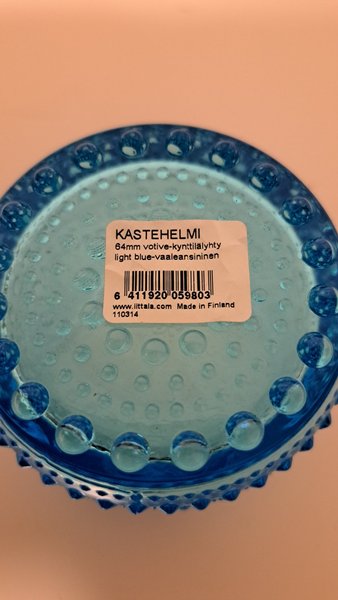 KASTEHELMI
64mm votive-kynttilälyhty
light blue-vaaleansininen
6 411920 059803
www.iittala.com Made in Finland
110314